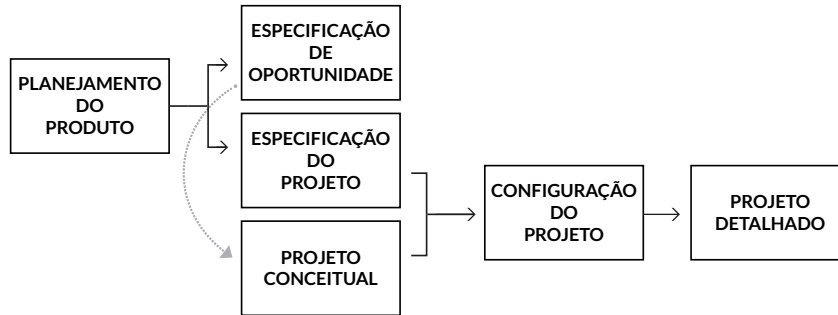 PLANEJAMENTO
DO
PRODUTO
ESPECIFICAÇÃO
DE
OPORTUNIDADE
ESPECIFICAÇÃO
DO
PROJETO
PROJETO
CONCEITUAL
CONFIGURAÇÃO
DO
PROJETO
PROJETO
DETALHADO